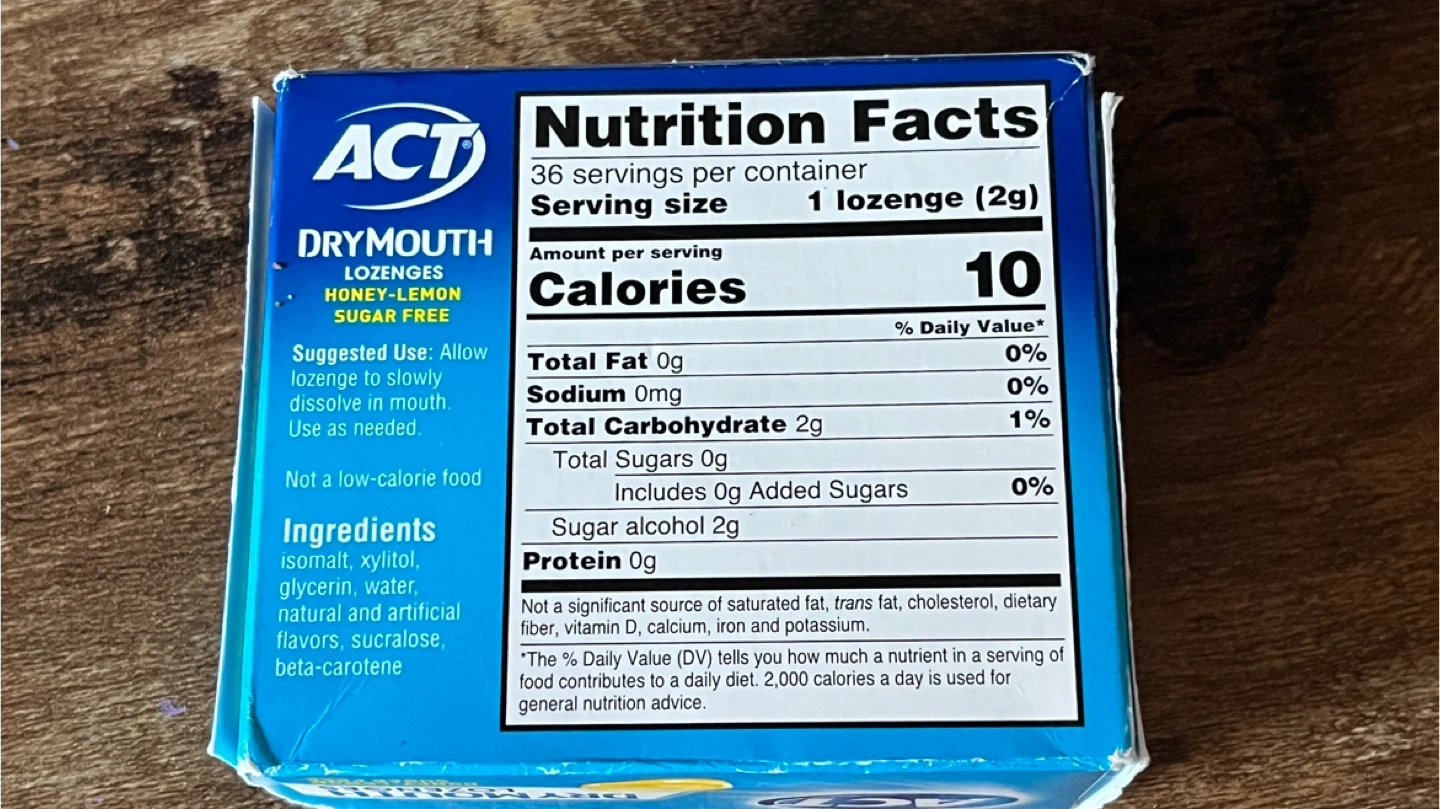 ACT®
DRYMOUTH
LOZENGES
HONEY-LEMON
SUGAR FREE
Suggested Use: Allow
lozenge to slowly
dissolve in mouth.
Use as needed.
Not a low-calorie food
Ingredients
isomalt, xylitol,
glycerin, water,
natural and artificial
flavors, sucralose,
beta-carotene
Nutrition Facts
36 servings per container
Serving size 1 lozenge (2g)
Amount per serving
Calories 10
% Daily Value*
Total Fat 0g 0%
Sodium 0mg 0%
Total Carbohydrate 2g 1%
Total Sugars 0g
Includes 0g Added Sugars 0%
Sugar alcohol 2g
Protein 0g
Not a significant source of saturated fat, trans fat, cholesterol, dietary
fiber, vitamin D, calcium, iron and potassium.
*The % Daily Value (DV) tells you how much a nutrient in a serving of
food contributes to a daily diet. 2,000 calories a day is used for
general nutrition advice.